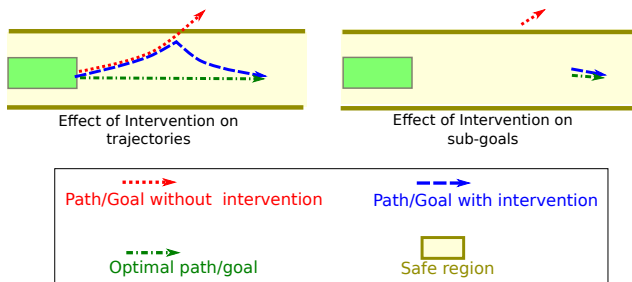 Effect of Intervention on
trajectories
Effect of Intervention on
sub-goals
Path/Goal without intervention
Path/Goal with intervention
Optimal path/goal
Safe region